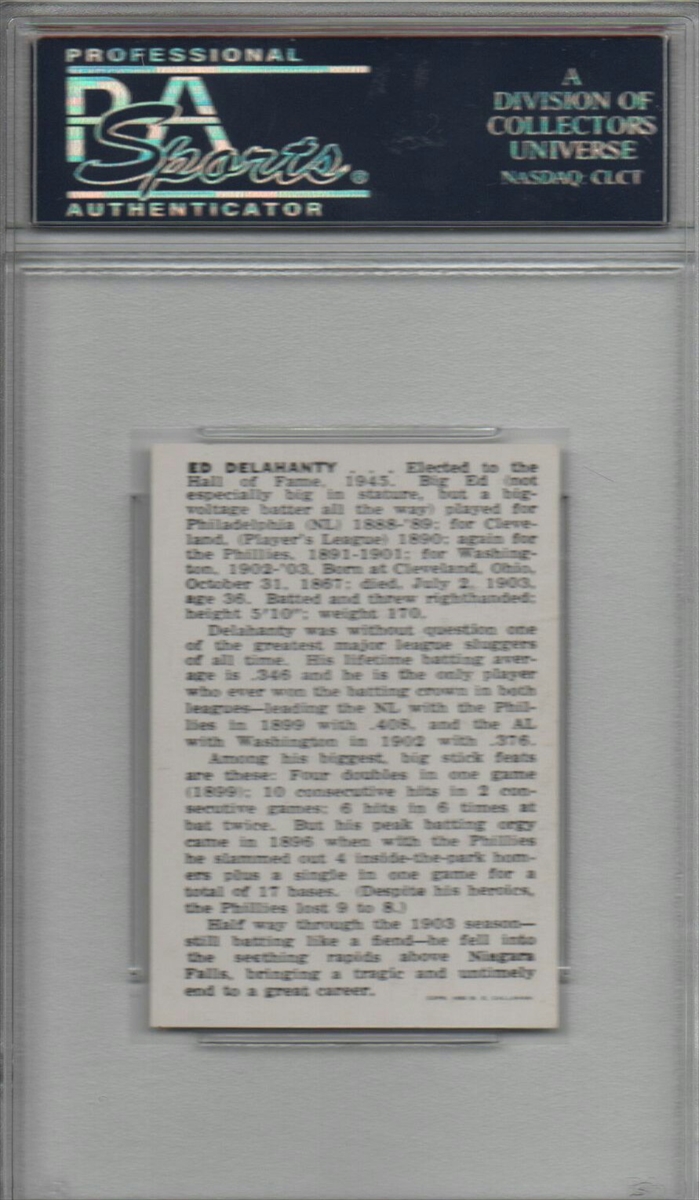 PROFESSIONAL
PSA
Sports®
AUTHENTICATOR
A
DIVISION OF
COLLECTORS
UNIVERSE
NASDAQ: CLCT
ED DELAHANTY . . . Elected to the
Hall of Fame, 1945. Big Ed (not
especially big in stature, but a big-
voltage batter all the way) played for
Philadelphia (NL) 1888-'89; for Cleve-
land, (Player's League) 1890; again for
the Phillies, 1891-1901; for Washing-
ton, 1902-'03. Born at Cleveland, Ohio,
October 31, 1867; died, July 2, 1903,
age 36. Batted and threw righthanded;
height 5'10"; weight 170.
Delahanty was without question one
of the greatest major league sluggers
of all time. His lifetime batting aver-
age is .346 and he is the only player
who ever won the batting crown in both
leagues—leading the NL with the Phil-
lies in 1899 with .408, and the AL
with Washington in 1902 with .376.
Among his biggest, big stick feats
are these: Four doubles in one game
(1899); 10 consecutive hits in 2 con-
secutive games; 6 hits in 6 times at
bat twice. But his peak batting orgy
came in 1896 when with the Phillies
he slammed out 4 inside-the-park hom-
ers plus a single in one game for a
total of 17 bases. (Despite his heroics,
the Phillies lost 9 to 8.)
Half way through the 1903 season—
still batting like a fiend—he fell into
the seething rapids above Niagara
Falls, bringing a tragic and untimely
end to a great career.